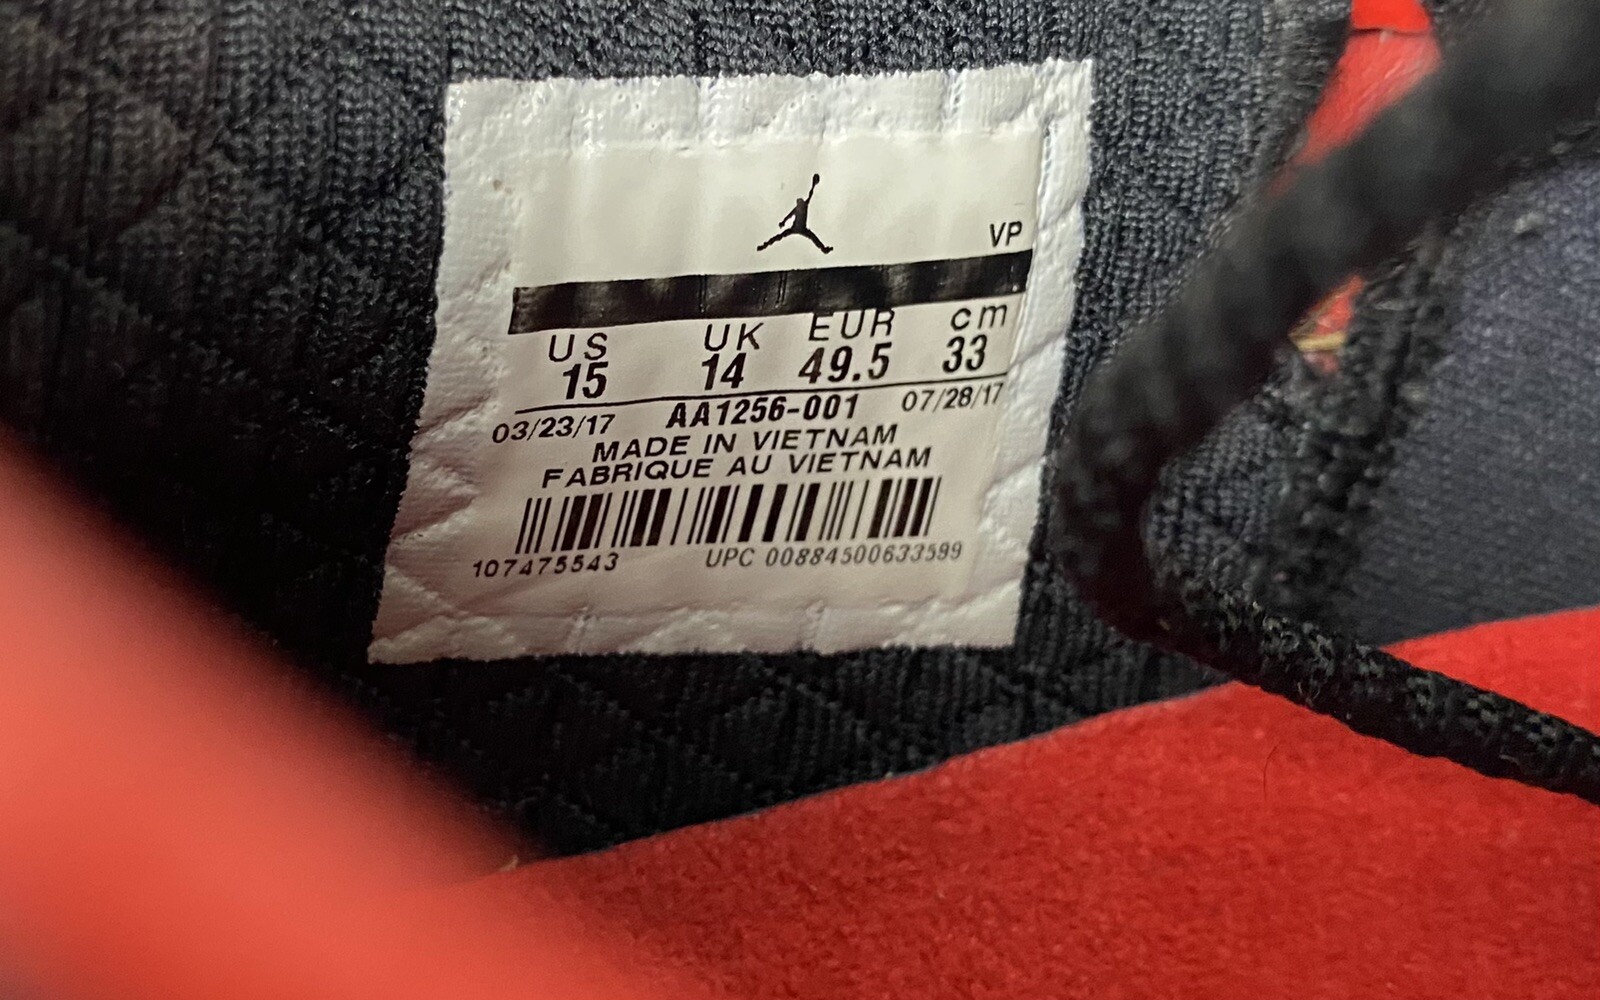 VP
US UK EUR cm
15 14 49.5 33
03/23/17 AA1256-001 07/28/17
MADE IN VIETNAM
FABRIQUE AU VIETNAM
107475543 UPC 00884500633599